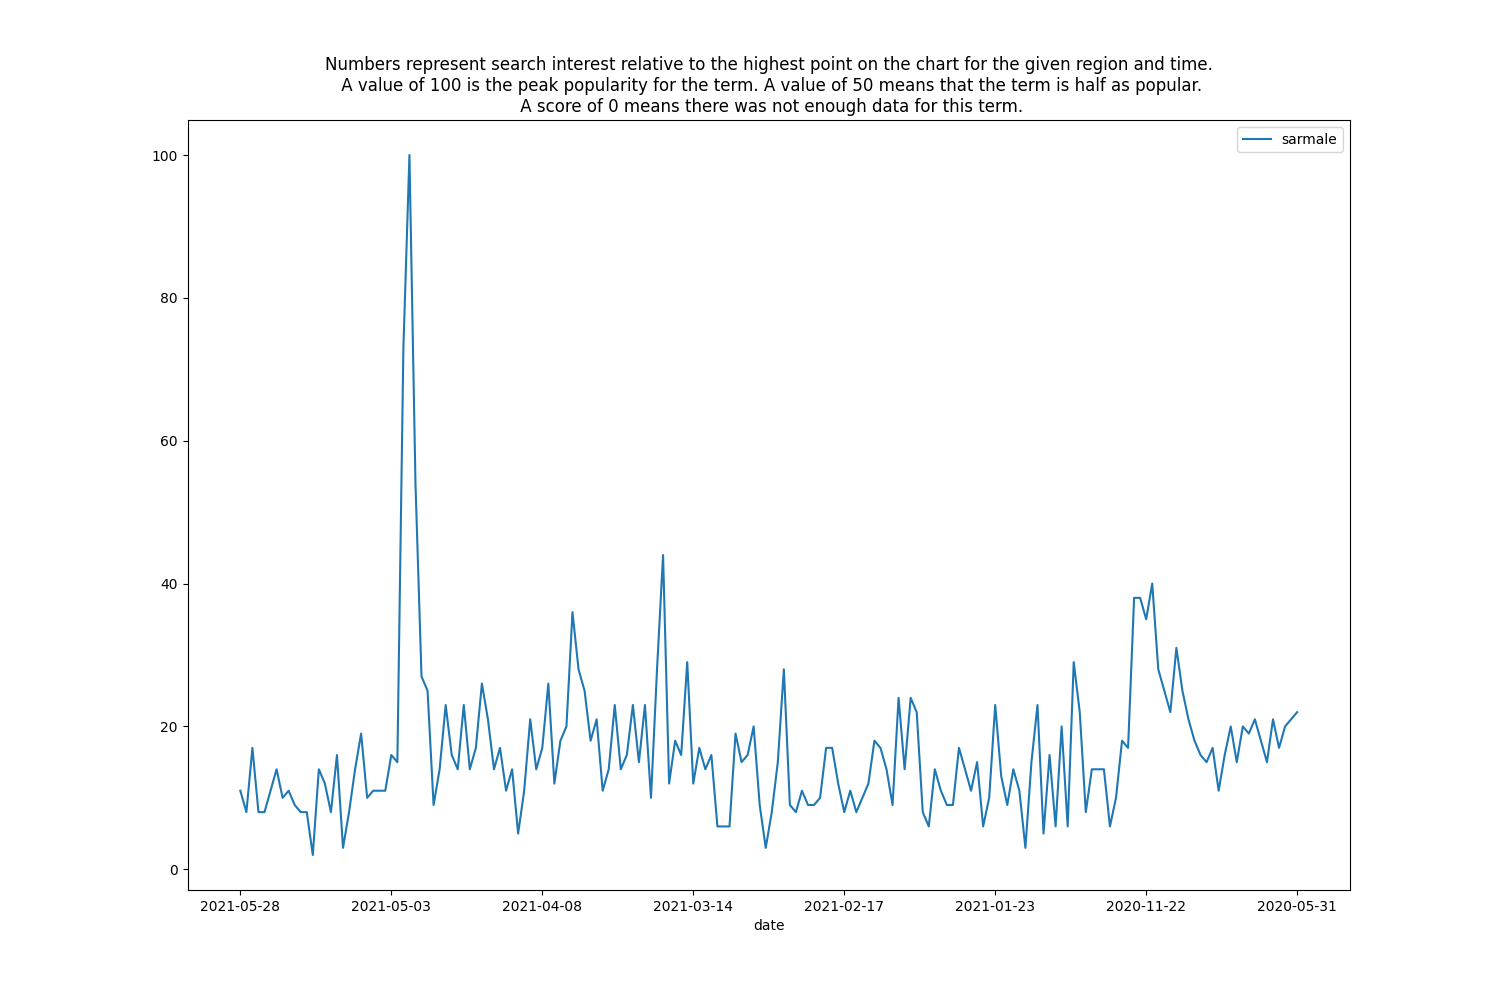 Numbers represent search interest relative to the highest point on the chart for the given region and time.
A value of 100 is the peak popularity for the term. A value of 50 means that the term is half as popular.
A score of 0 means there was not enough data for this term.
sarmale
100
80
60
40
20
0
2021-05-28 2021-05-03 2021-04-08 2021-03-14 2021-02-17 2021-01-23 2020-11-22 2020-05-31
date